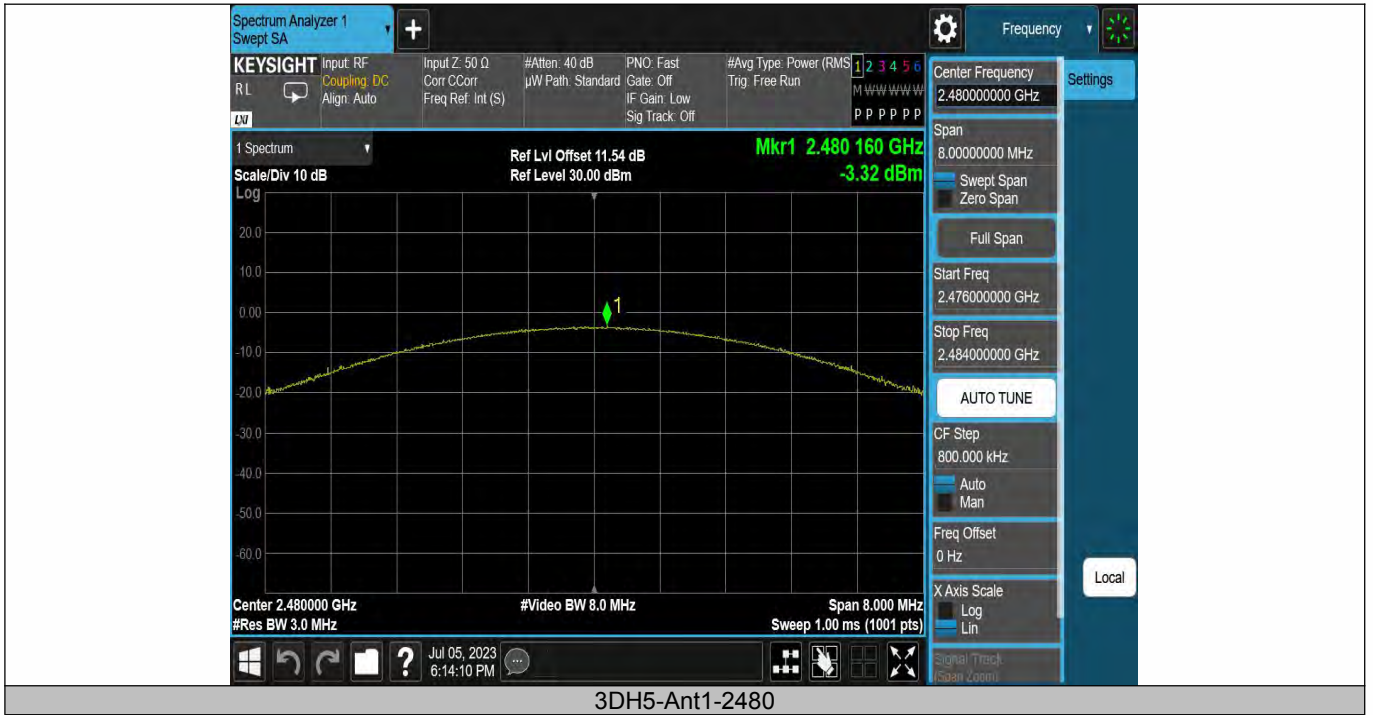 Spectrum Analyzer 1
Swept SA
+
Frequency
KEYSIGHT
RL
LXI
Input: RF
Coupling: DC
Align: Auto
Input Z: 50 Ω
Corr CCorr
Freq Ref: Int (S)
#Atten: 40 dB
µW Path: Standard
PNO: Fast
Gate: Off
IF Gain: Low
Sig Track: Off
#Avg Type: Power (RMS
Trig: Free Run
1 2 3 4 5 6
M W W W W W
P P P P P P
1 Spectrum
Scale/Div 10 dB
Ref Lvl Offset 11.54 dB
Ref Level 30.00 dBm
Mkr1 2.480 160 GHz
-3.32 dBm
Log
20.0
10.0
0.00
-10.0
-20.0
-30.0
-40.0
-50.0
-60.0
1
Center 2.480000 GHz
#Res BW 3.0 MHz
#Video BW 8.0 MHz
Span 8.000 MHz
Sweep 1.00 ms (1001 pts)
Center Frequency
2.480000000 GHz
Settings
Span
8.00000000 MHz
Swept Span
Zero Span
Full Span
Start Freq
2.476000000 GHz
Stop Freq
2.484000000 GHz
AUTO TUNE
CF Step
800.000 kHz
Auto
Man
Freq Offset
0 Hz
X Axis Scale
Log
Lin
Signal Track
(Span Zoom)
Local
?
Jul 05, 2023
6:14:10 PM
3DH5-Ant1-2480